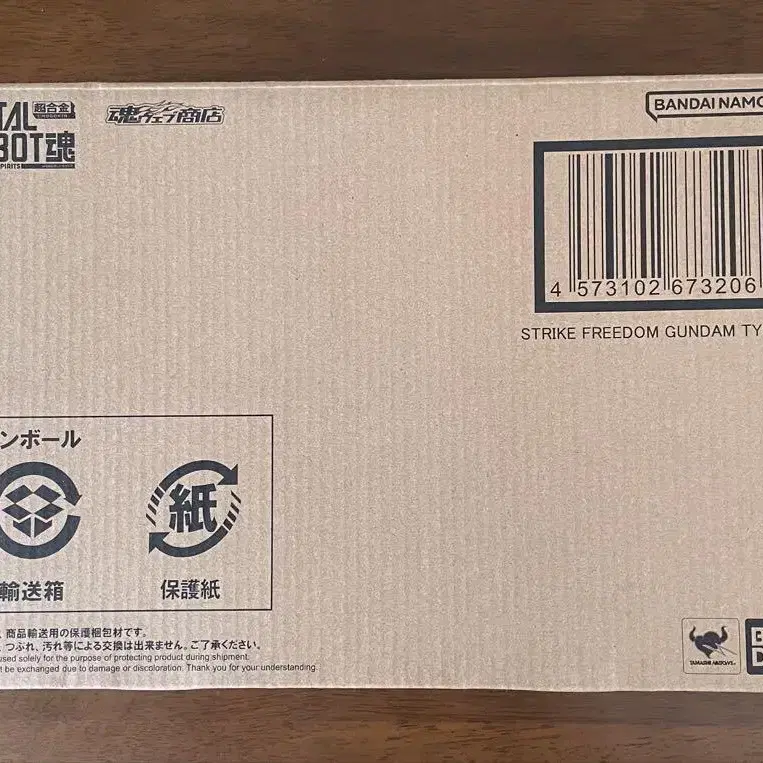 TAL 超合金
BOT魂
SPIRITS
魂ウェブ商店
BANDAI NAMCO
4 573102 673206
STRIKE FREEDOM GUNDAM TY
ンボール
紙
輸送箱
保護紙
、商品輸送用の保護梱包材です。
、つぶれ、汚れ等による交換は出来ません。ご了承ください。
used solely for the purpose of protecting product during shipment.
t be exchanged due to damage or discoloration. Thank you for your understanding.
TAMASHII NATIONS